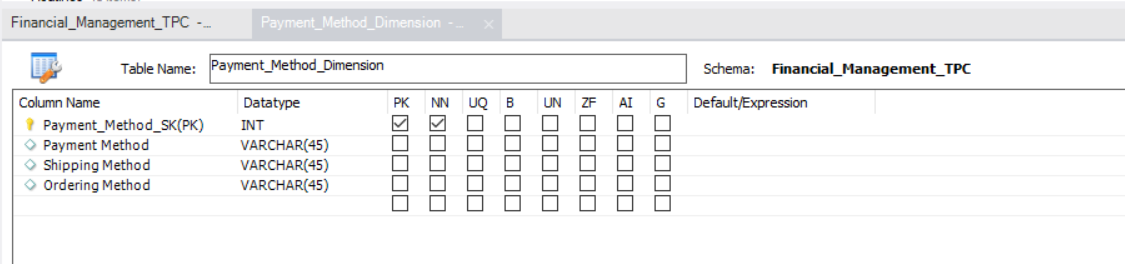 Financial_Management_TPC -... Payment_Method_Dimension -... ×
Table Name: Payment_Method_Dimension Schema: Financial_Management_TPC
Column Name Datatype PK NN UQ B UN ZF AI G Default/Expression
Payment_Method_SK(PK) INT
Payment Method VARCHAR(45)
Shipping Method VARCHAR(45)
Ordering Method VARCHAR(45)